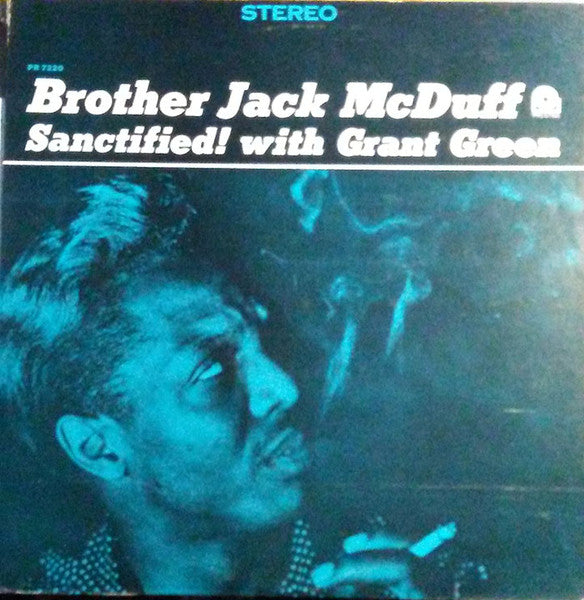 STEREO
PR 7220
Brother Jack McDuff
Sanctified! with Grant Green